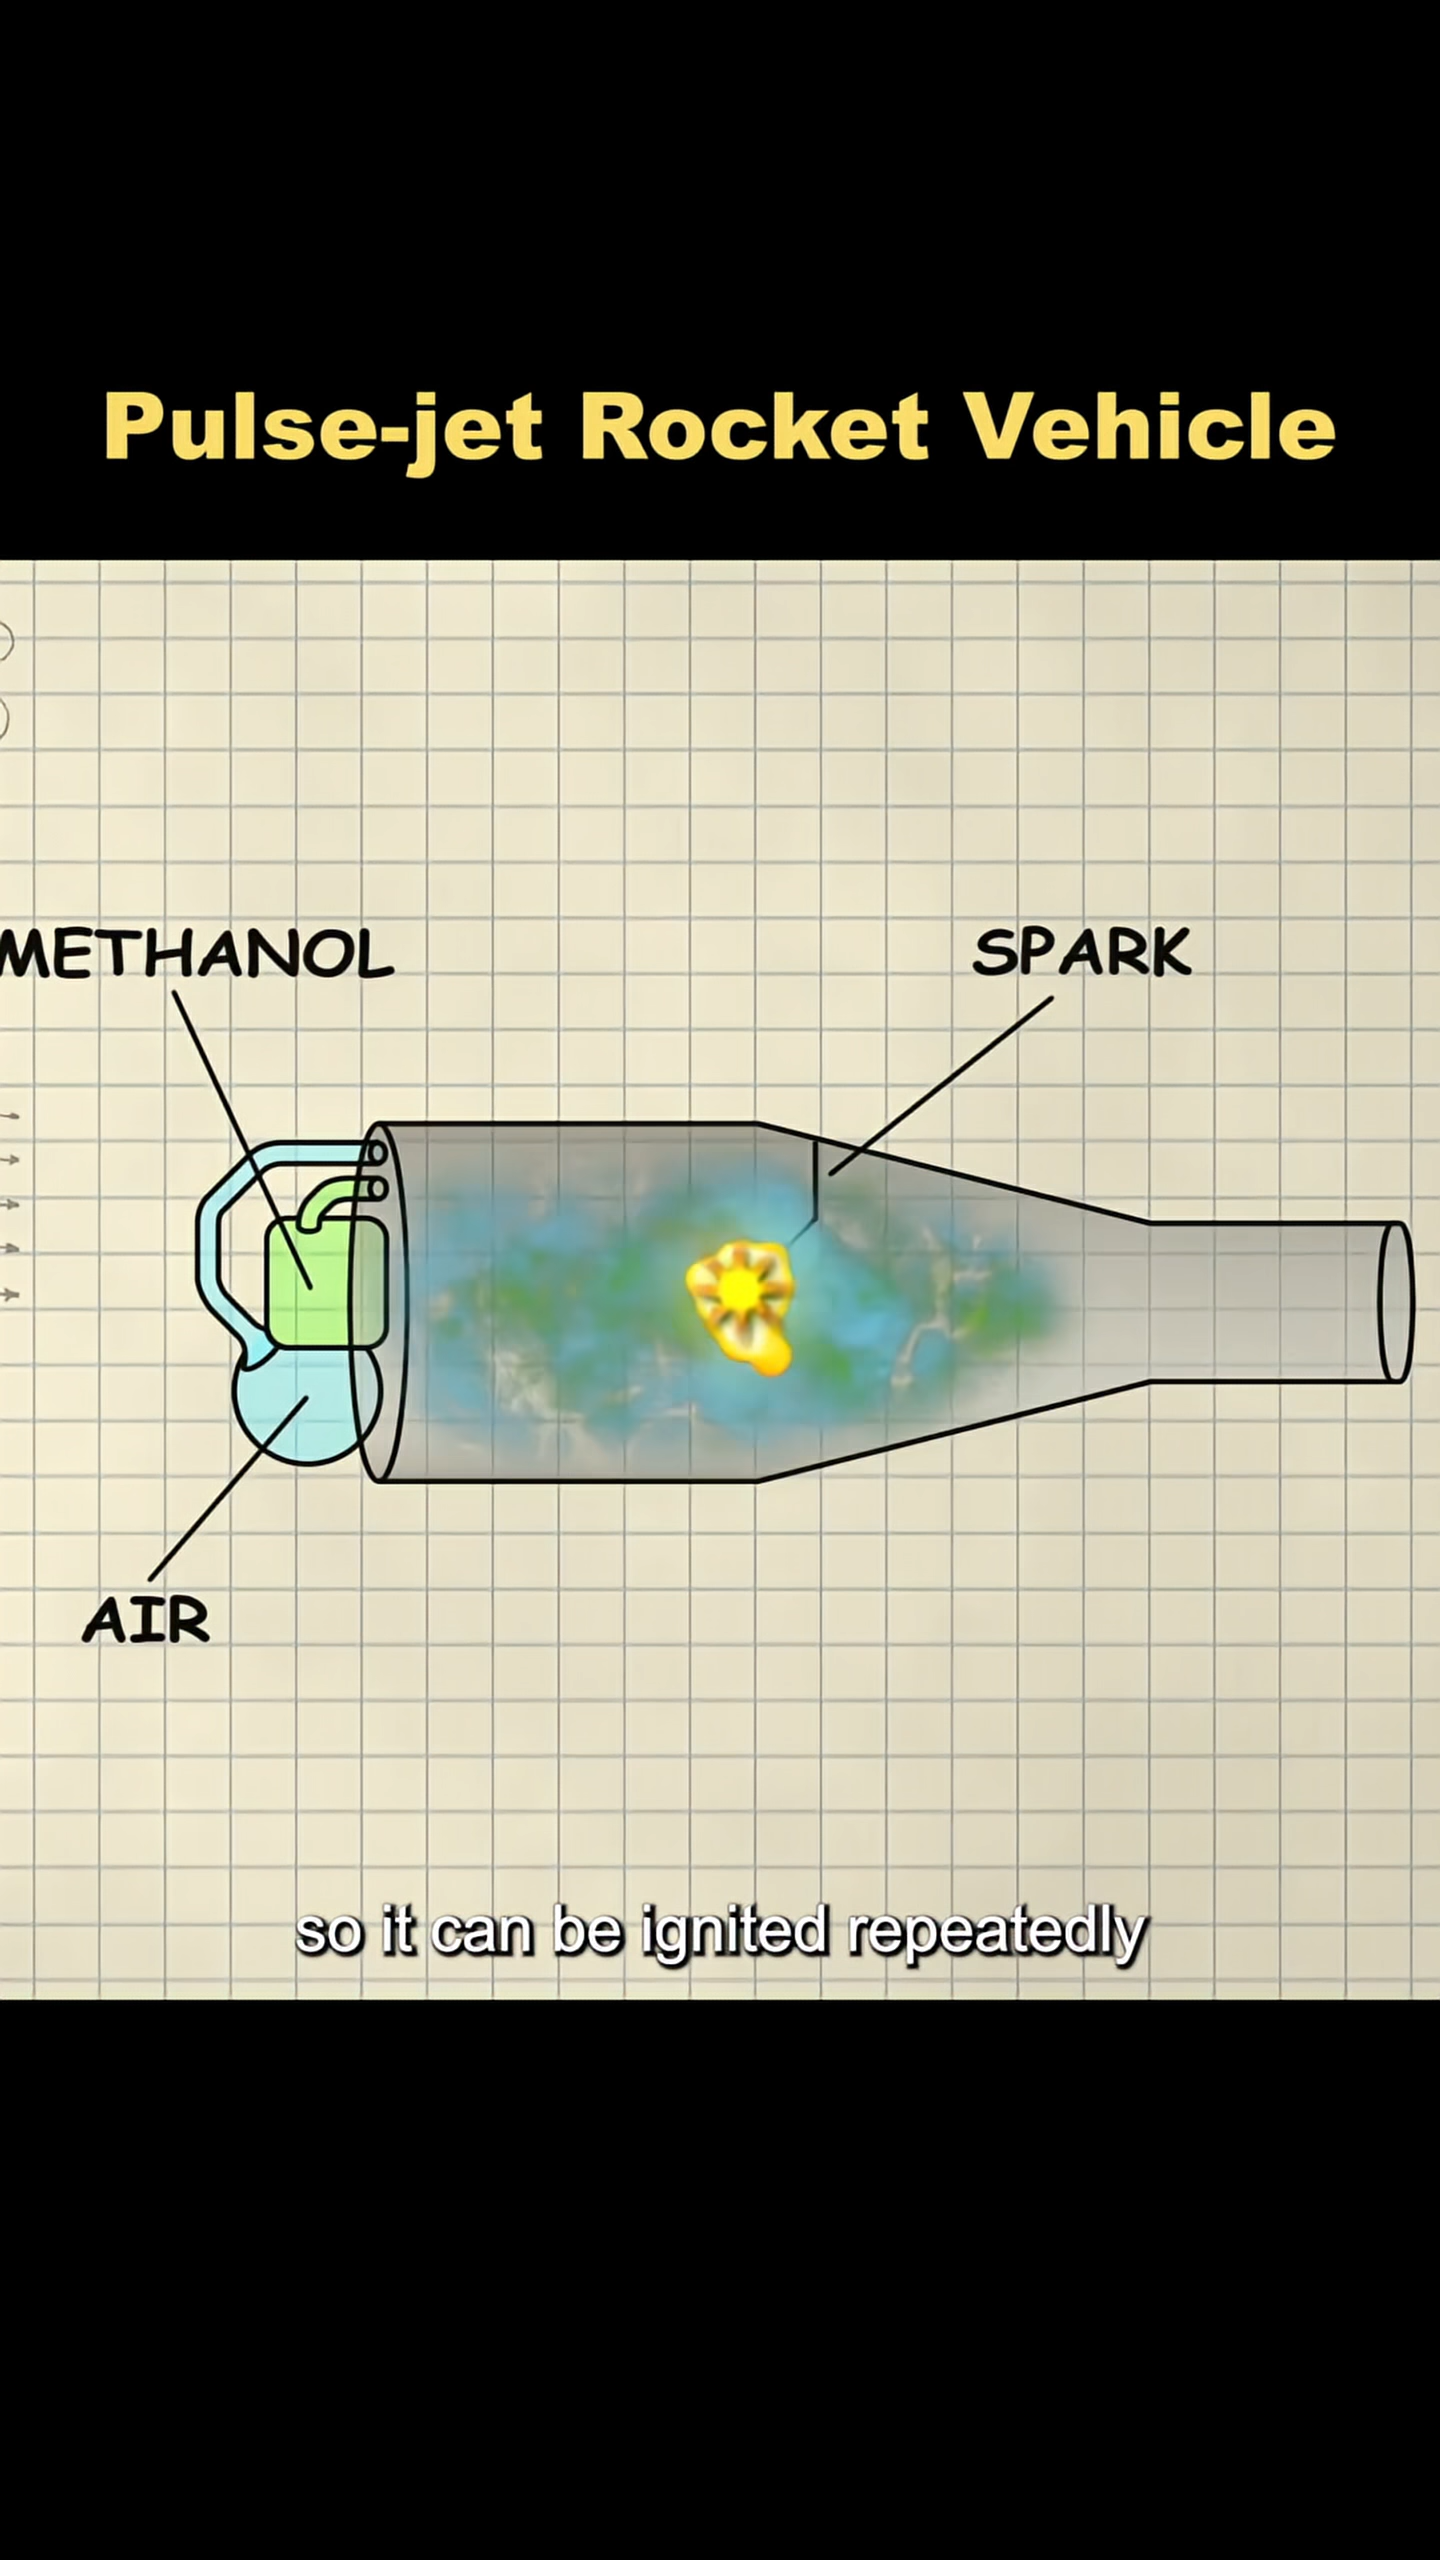 Pulse-jet Rocket Vehicle
METHANOL
SPARK
AIR
so it can be ignited repeatedly